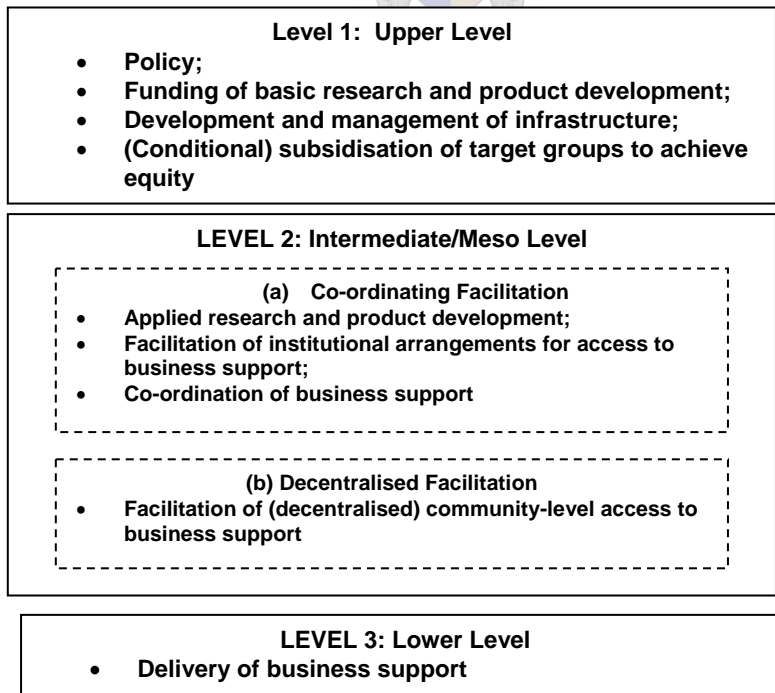 Level 1: Upper Level
• Policy;
• Funding of basic research and product development;
• Development and management of infrastructure;
• (Conditional) subsidisation of target groups to achieve
equity
LEVEL 2: Intermediate/Meso Level
(a) Co-ordinating Facilitation
• Applied research and product development;
• Facilitation of institutional arrangements for access to
business support;
• Co-ordination of business support
(b) Decentralised Facilitation
• Facilitation of (decentralised) community-level access to
business support
LEVEL 3: Lower Level
• Delivery of business support